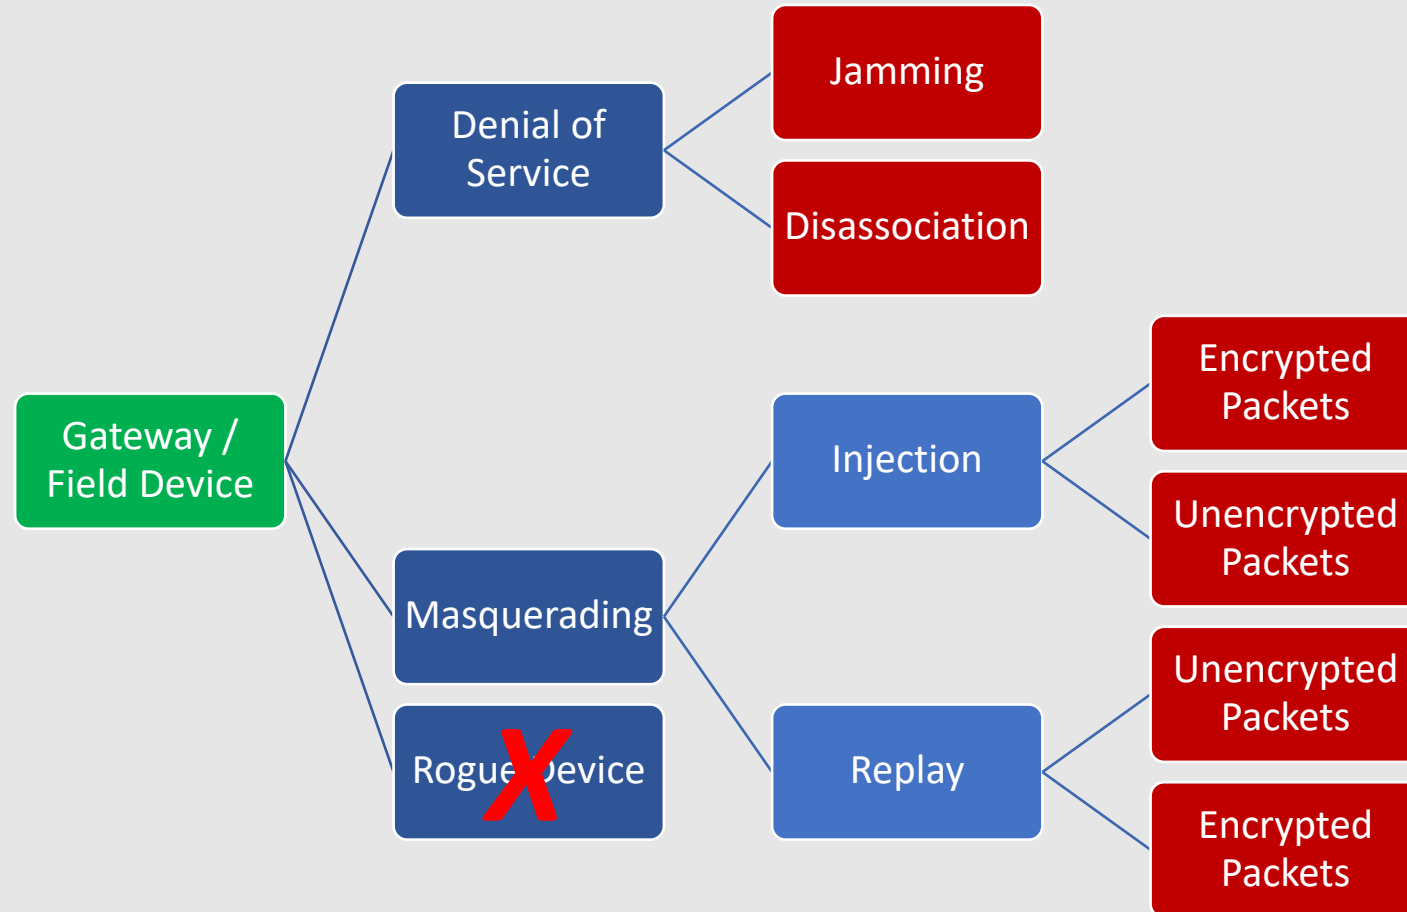 Jamming
Denial of
Service
Disassociation
Encrypted
Packets
Gateway /
Field Device
Injection
Unencrypted
Packets
Masquerading
Unencrypted
Packets
Rogue Device
X
Replay
Encrypted
Packets